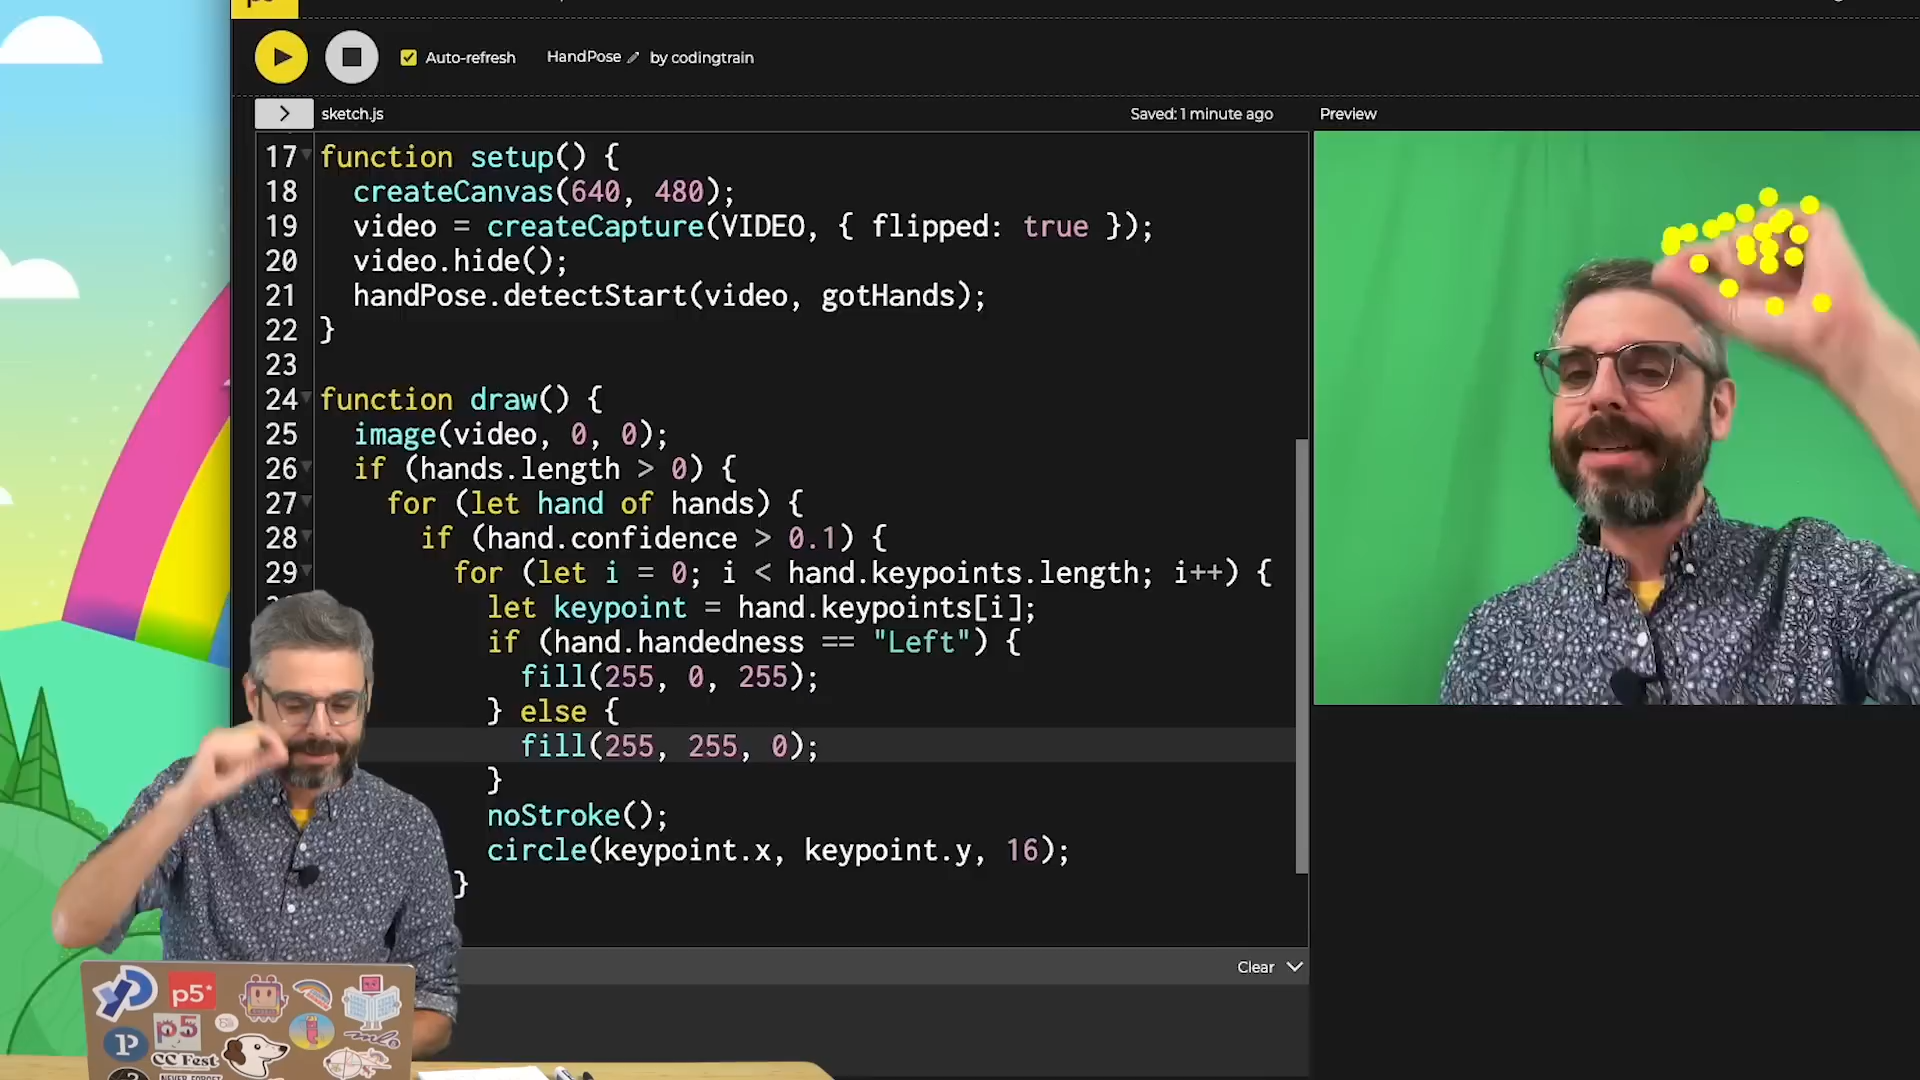 Auto-refresh
HandPose
by codingtrain
sketch.js
Saved: 1 minute ago
Preview
17 function setup() {
18 createCanvas(640, 480);
19 video = createCapture(VIDEO, { flipped: true });
20 video.hide();
21 handPose.detectStart(video, gotHands);
22 }
23
24 function draw() {
25 image(video, 0, 0);
26 if (hands.length > 0) {
27 for (let hand of hands) {
28 if (hand.confidence > 0.1) {
29 for (let i = 0; i < hand.keypoints.length; i++) {
let keypoint = hand.keypoints[i];
if (hand.handedness == "Left") {
fill(255, 0, 255);
} else {
fill(255, 255, 0);
}
noStroke();
circle(keypoint.x, keypoint.y, 16);
}
Clear
p5*
p5
CC Fest
NEVER FORGET